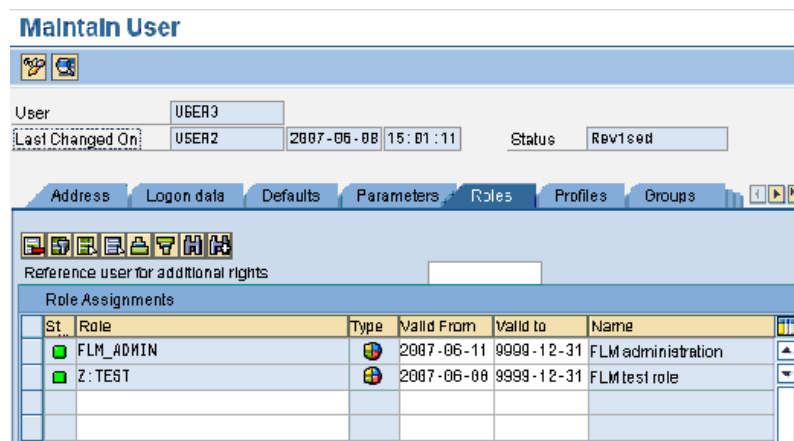 Maintain User
User USER3
Last Changed On USER2 2007-06-08 15:01:11 Status Revised
Address Logon data Defaults Parameters Roles Profiles Groups
Reference user for additional rights
Role Assignments
St.. Role Type Valid From Valid to Name
FLM_ADMIN 2007-06-11 9999-12-31 FLM administration
Z:TEST 2007-06-08 9999-12-31 FLM test role